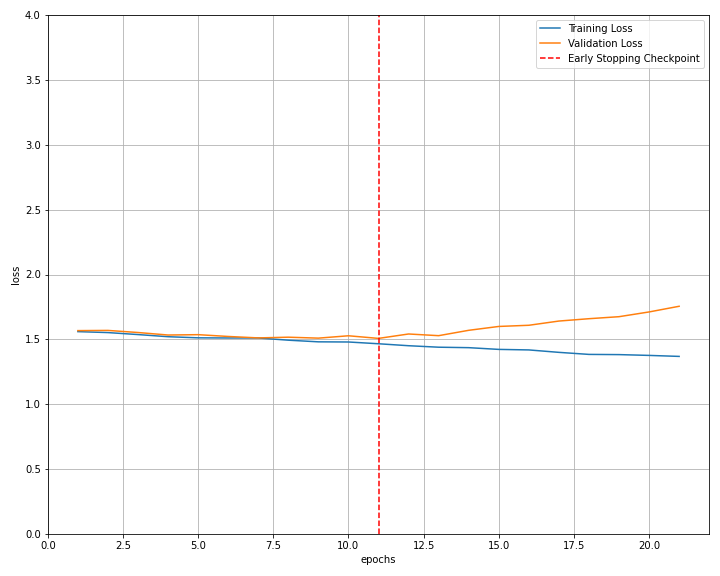 4.0
3.5
3.0
2.5
2.0
1.5
1.0
0.5
0.0
loss
Training Loss
Validation Loss
Early Stopping Checkpoint
0.0 2.5 5.0 7.5 10.0 12.5 15.0 17.5 20.0
epochs